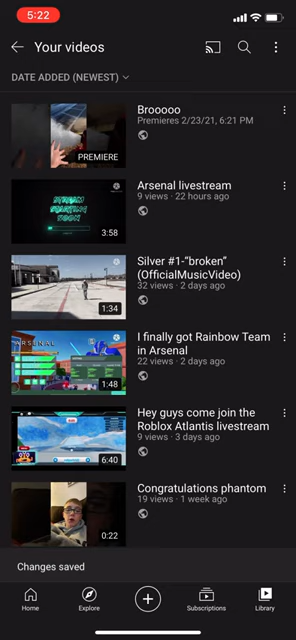 5:22
Your videos
DATE ADDED (NEWEST)
Brooooo
Premieres 2/23/21, 6:21 PM
PREMIERE
Arsenal livestream
9 views · 22 hours ago
STREAM
STARTING
SOON
3:58
Silver #1-“broken”
(OfficialMusicVideo)
32 views · 2 days ago
1:34
I finally got Rainbow Team
in Arsenal
22 views · 2 days ago
ARSENAL
1:48
Hey guys come join the
Roblox Atlantis livestream
9 views · 3 days ago
6:40
Congratulations phantom
19 views · 1 week ago
0:22
Changes saved
Home
Explore
Subscriptions
Library